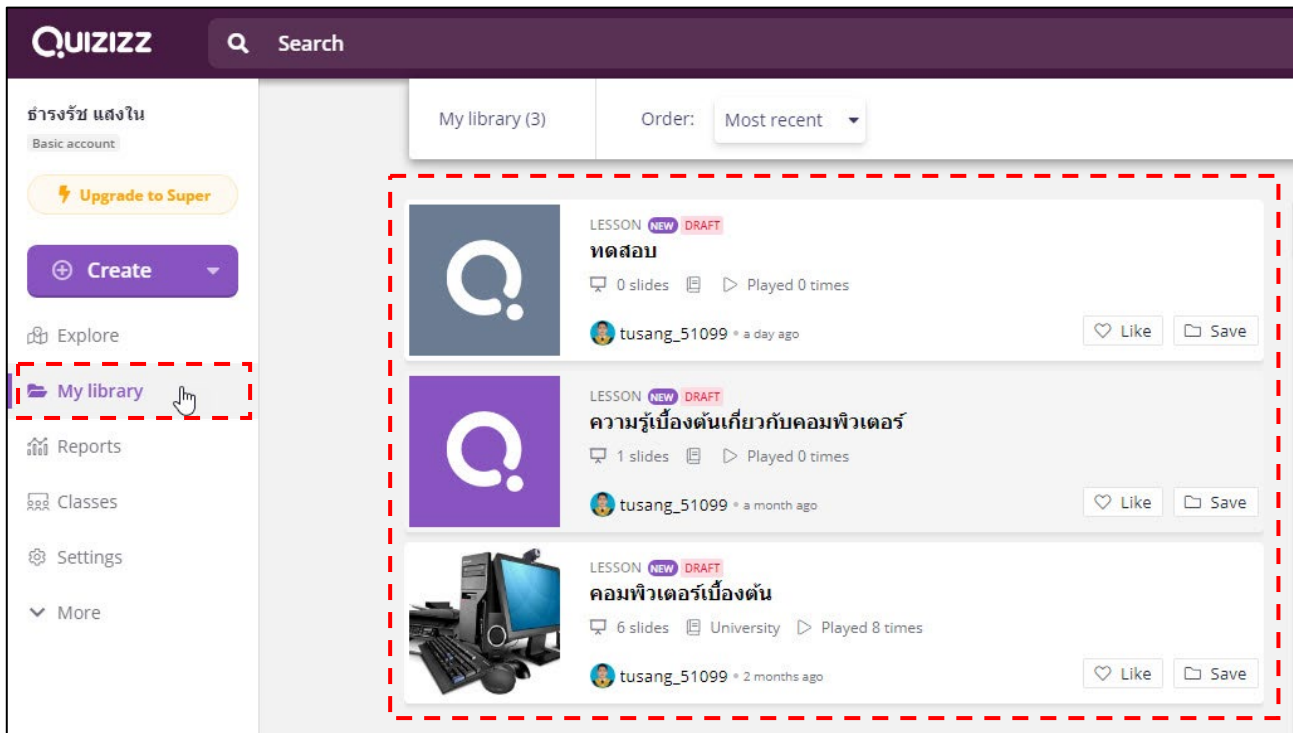 QUIZIZZ
Search
ธำรงรัช แสงใน
Basic account
Upgrade to Super
Create
Explore
My library
Reports
Classes
Settings
More
My library (3)
Order: Most recent
LESSON NEW DRAFT
ทดสอบ
0 slides Played 0 times
tusang_51099 • a day ago
Like Save
LESSON NEW DRAFT
ความรู้เบื้องต้นเกี่ยวกับคอมพิวเตอร์
1 slides Played 0 times
tusang_51099 • a month ago
Like Save
LESSON NEW DRAFT
คอมพิวเตอร์เบื้องต้น
6 slides University Played 8 times
tusang_51099 • 2 months ago
Like Save